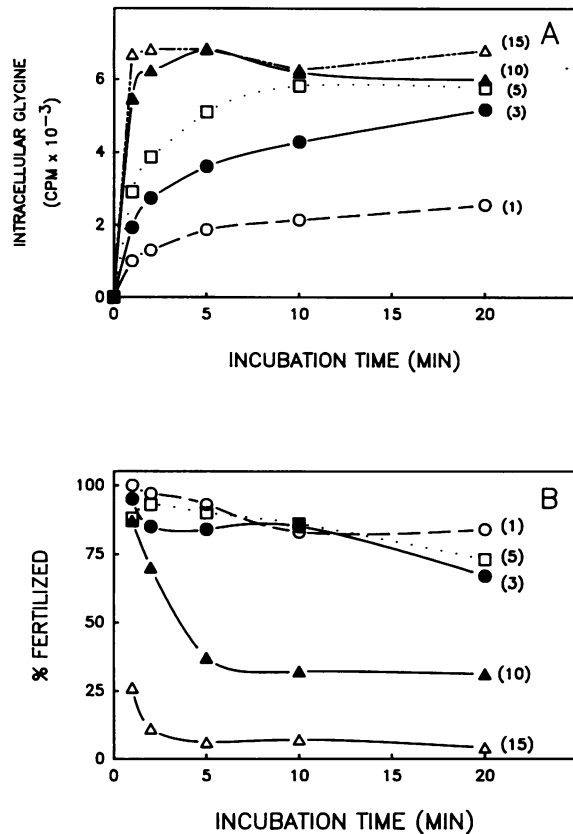 A
INTRACELLULAR GLYCINE
(CPM x 10⁻³)
6
4
2
0
(15)
(10)
(5)
(3)
(1)
0 5 10 15 20
INCUBATION TIME (MIN)
B
% FERTILIZED
100
75
50
25
0
(1)
(5)
(3)
(10)
(15)
0 5 10 15 20
INCUBATION TIME (MIN)